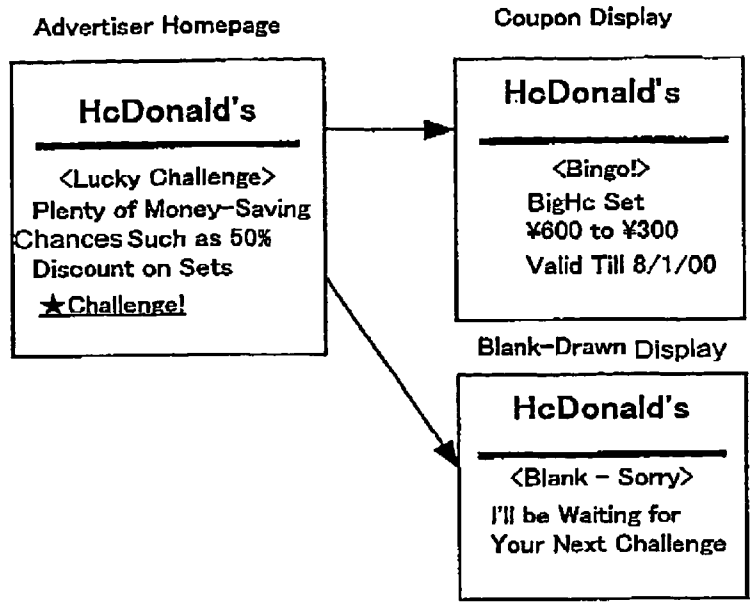 Advertiser Homepage
HcDonald's
<Lucky Challenge>
Plenty of Money-Saving
Chances Such as 50%
Discount on Sets
★Challenge!
Coupon Display
HcDonald's
<Bingo!>
BigHc Set
¥600 to ¥300
Valid Till 8/1/00
Blank-Drawn Display
HcDonald's
<Blank - Sorry>
I'll be Waiting for
Your Next Challenge